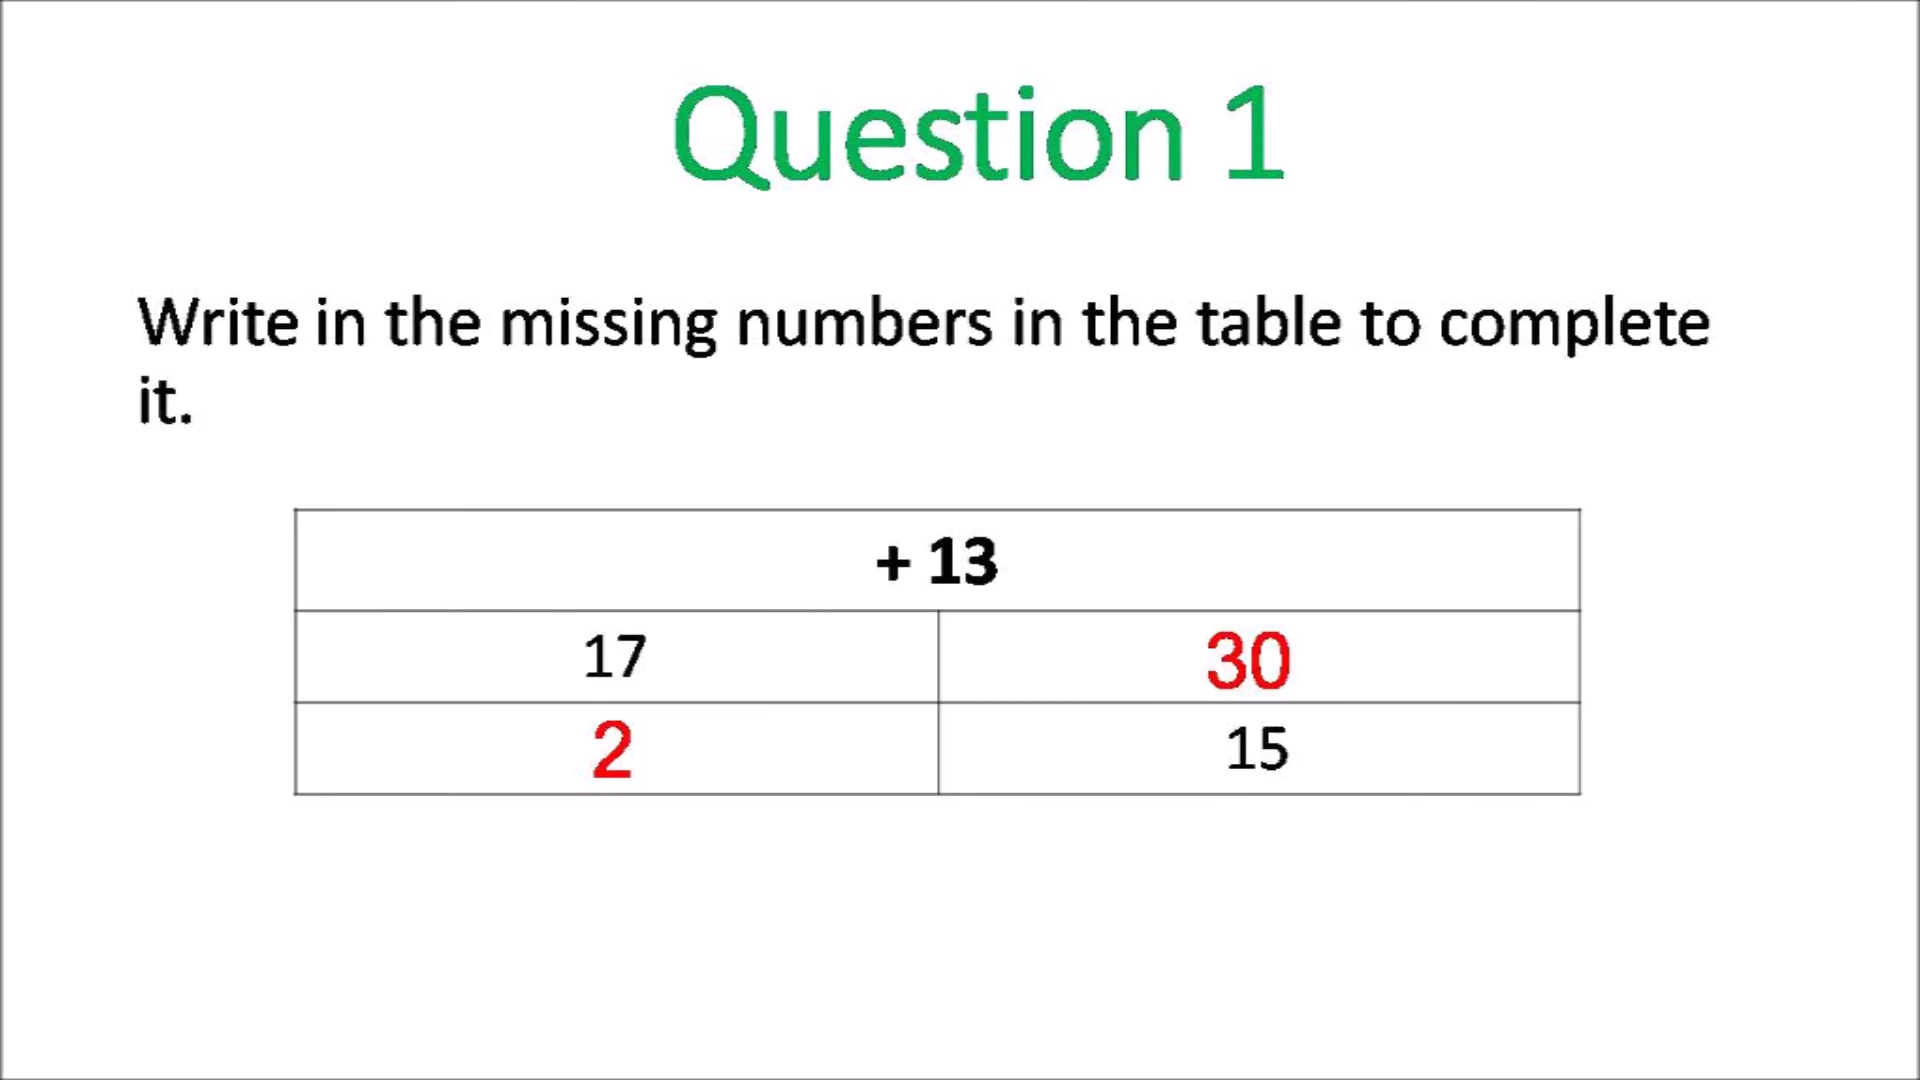 Question 1
Write in the missing numbers in the table to complete
it.
+ 13
17 30
2 15